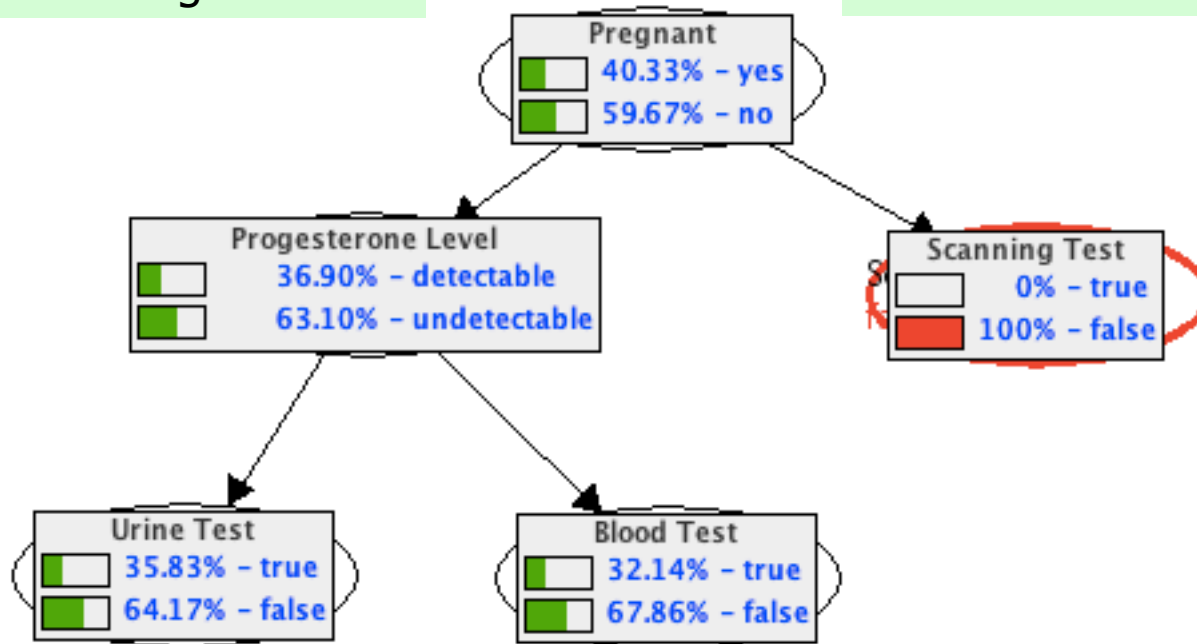 Pregnant
40.33% – yes
59.67% – no
Progesterone Level
36.90% – detectable
63.10% – undetectable
Scanning Test
0% – true
100% – false
Urine Test
35.83% – true
64.17% – false
Blood Test
32.14% – true
67.86% – false